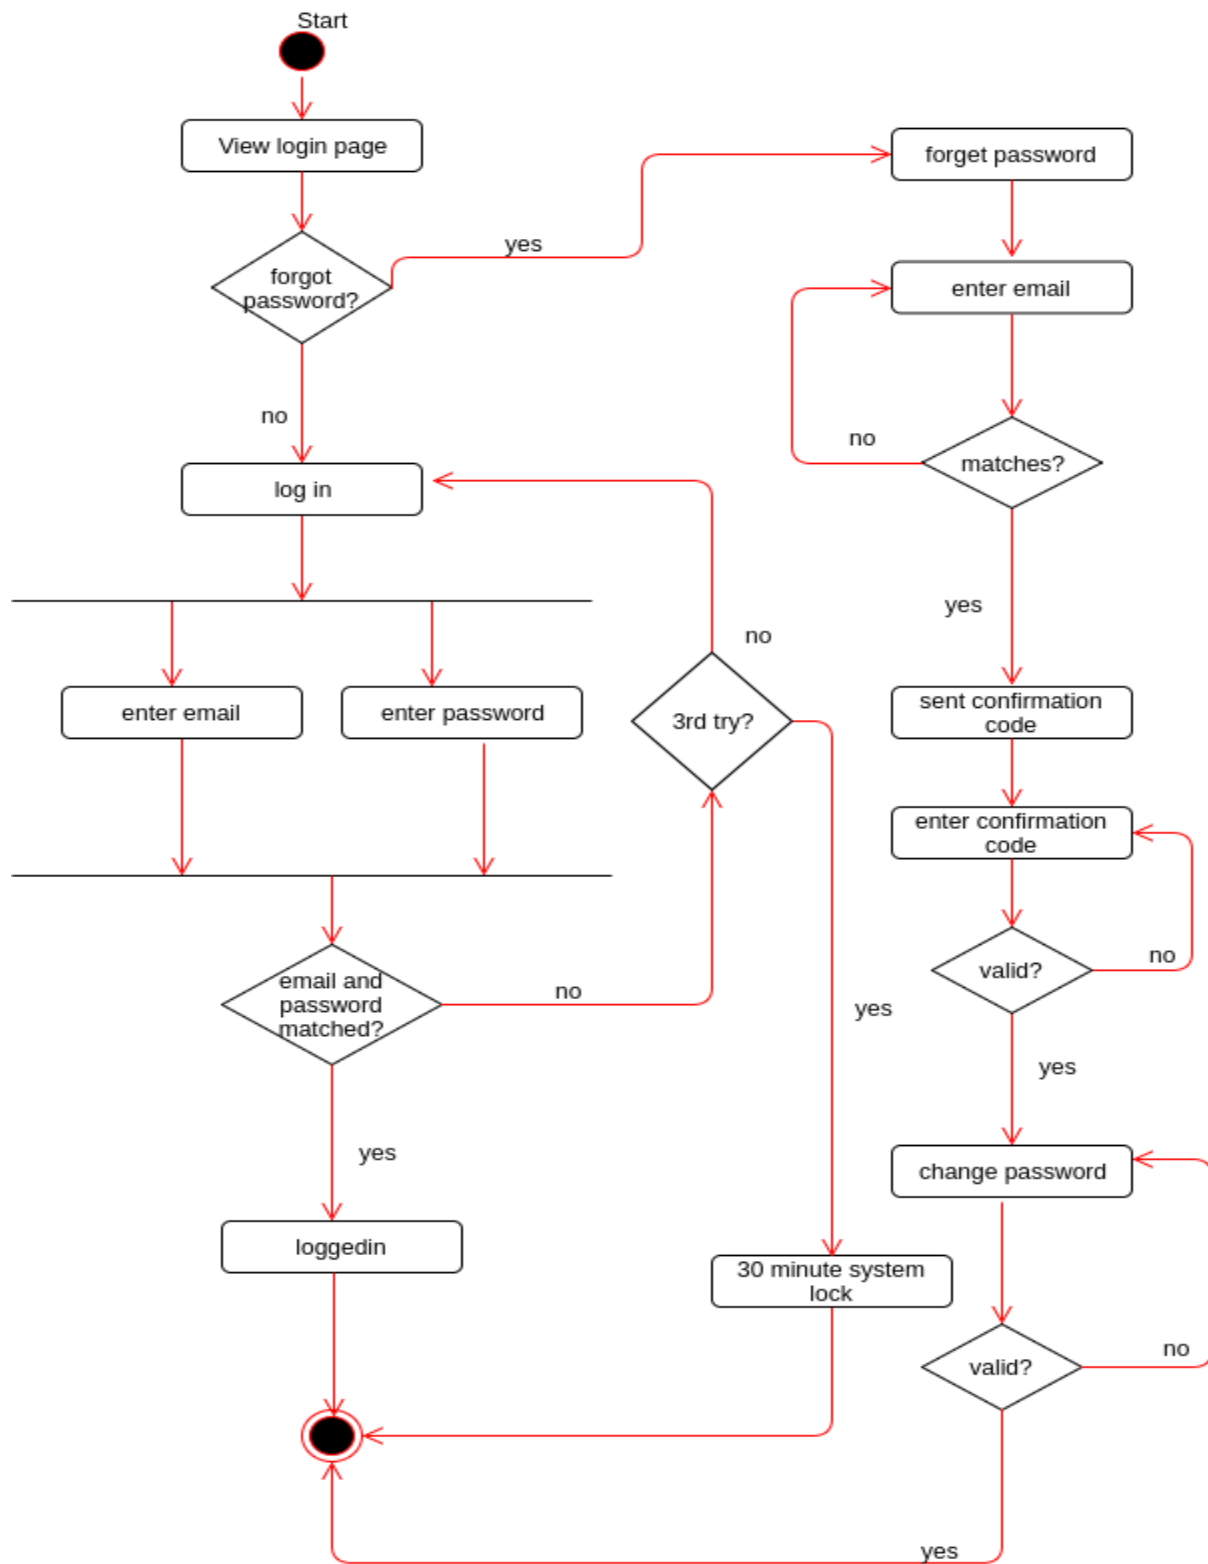 Start
View login page
forgot
password?
yes
no
log in
enter email
enter password
email and
password
matched?
no
yes
loggedin
3rd try?
no
yes
30 minute system
lock
forget password
enter email
matches?
no
yes
sent confirmation
code
enter confirmation
code
valid?
no
yes
change password
valid?
no
yes